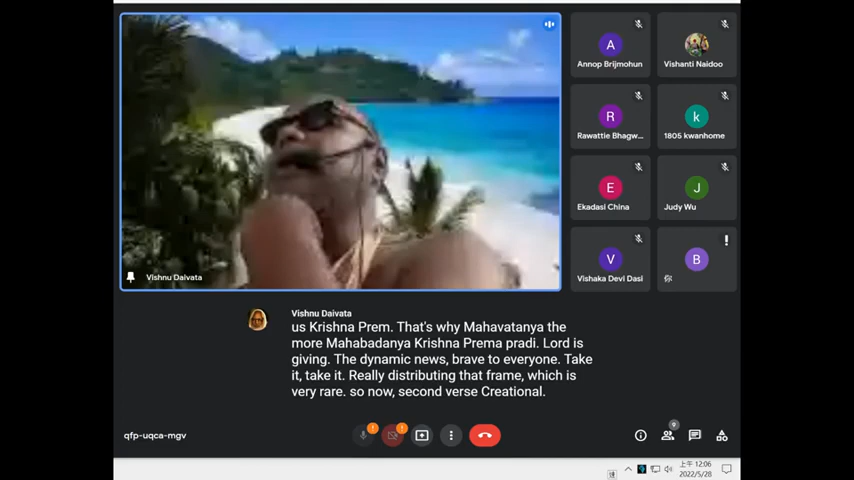 A
Annop Brijmohun
Vishanti Naidoo
R
Rawattie Bhagw...
k
1805 kwanhome
E
Ekadasi China
J
Judy Wu
V
Vishaka Devi Dasi
B
你
Vishnu Daivata
Vishnu Daivata
us Krishna Prem. That's why Mahavatanya the
more Mahabadanya Krishna Prema pradi. Lord is
giving. The dynamic news, brave to everyone. Take
it, take it. Really distributing that frame, which is
very rare. so now, second verse Creational.
qfp-uqca-mgv
9
上午 12:06
2022/5/28